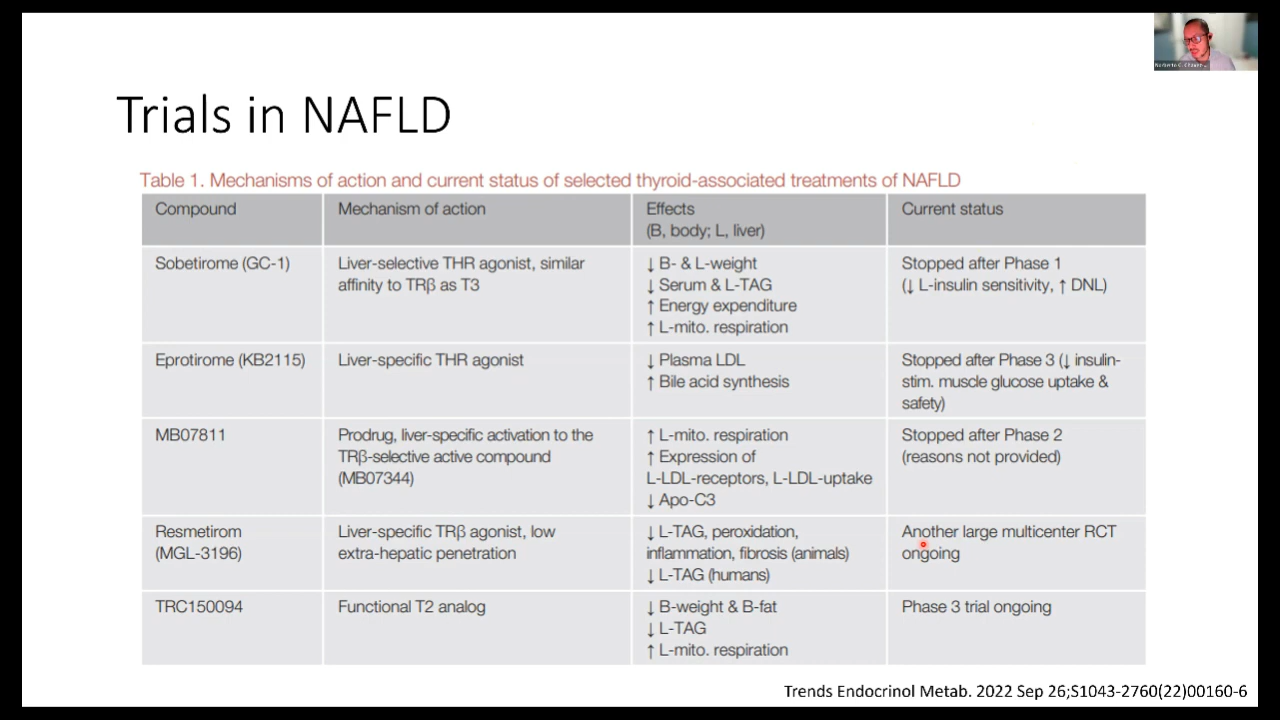 Norberto C. Chavez-...
Trials in NAFLD
Table 1. Mechanisms of action and current status of selected thyroid-associated treatments of NAFLD
Compound
Mechanism of action
Effects
(B, body; L, liver)
Current status
Sobetirome (GC-1)
Liver-selective THR agonist, similar
affinity to TRβ as T3
↓ B- & L-weight
↓ Serum & L-TAG
↑ Energy expenditure
↑ L-mito. respiration
Stopped after Phase 1
(↓ L-insulin sensitivity, ↑ DNL)
Eprotirome (KB2115)
Liver-specific THR agonist
↓ Plasma LDL
↑ Bile acid synthesis
Stopped after Phase 3 (↓ insulin-
stim. muscle glucose uptake &
safety)
MB07811
Prodrug, liver-specific activation to the
TRβ-selective active compound
(MB07344)
↑ L-mito. respiration
↑ Expression of
L-LDL-receptors, L-LDL-uptake
↓ Apo-C3
Stopped after Phase 2
(reasons not provided)
Resmetirom
(MGL-3196)
Liver-specific TRβ agonist, low
extra-hepatic penetration
↓ L-TAG, peroxidation,
inflammation, fibrosis (animals)
↓ L-TAG (humans)
Another large multicenter RCT
ongoing
TRC150094
Functional T2 analog
↓ B-weight & B-fat
↓ L-TAG
↑ L-mito. respiration
Phase 3 trial ongoing
Trends Endocrinol Metab. 2022 Sep 26;S1043-2760(22)00160-6